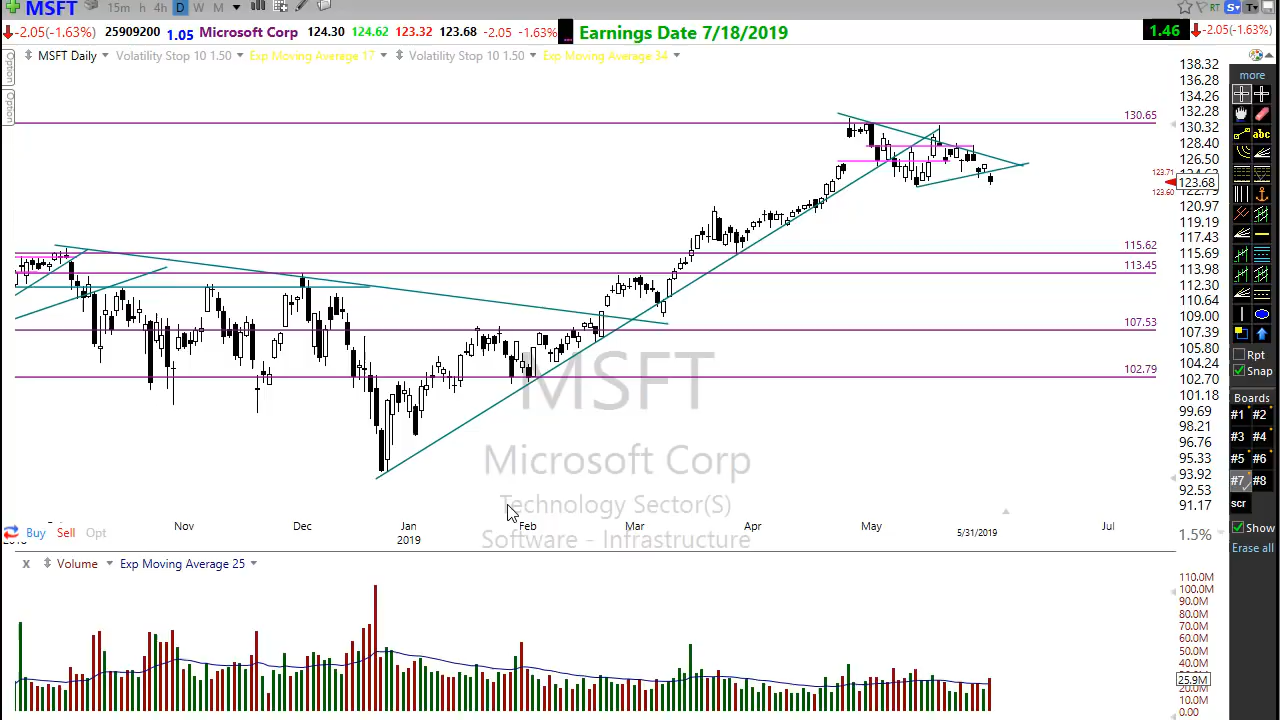 MSFT 15m h 4h D W M RT S T
-2.05(-1.63%) 25909200 1.05 Microsoft Corp 124.30 124.62 123.32 123.68 -2.05 -1.63% Earnings Date 7/18/2019 1.46 -2.05(-1.63%)
MSFT Daily Volatility Stop 10 1.50 Exp Moving Average 17 Volatility Stop 10 1.50 Exp Moving Average 34
Option
Option
138.32
136.28
134.26
132.28
130.32
128.40
126.50
123.71
123.68
123.60
120.97
119.19
117.43
115.69
113.98
112.30
110.64
109.00
107.39
105.80
104.24
102.70
101.18
99.69
98.21
96.76
95.33
93.92
92.53
91.17
130.65
115.62
113.45
107.53
102.79
MSFT
Microsoft Corp
Technology Sector(S)
Software - Infrastructure
Nov Dec Jan Feb Mar Apr May Jul
2019 5/31/2019
Buy Sell Opt
1.5%
more
abc
Rpt
Snap
Boards
#1 #2
#3 #4
#5 #6
#7 #8
scr
Show
Erase all
x Volume Exp Moving Average 25
110.0M
100.0M
90.0M
80.0M
70.0M
60.0M
50.0M
40.0M
30.0M
25.9M
20.0M
10.0M
0.00